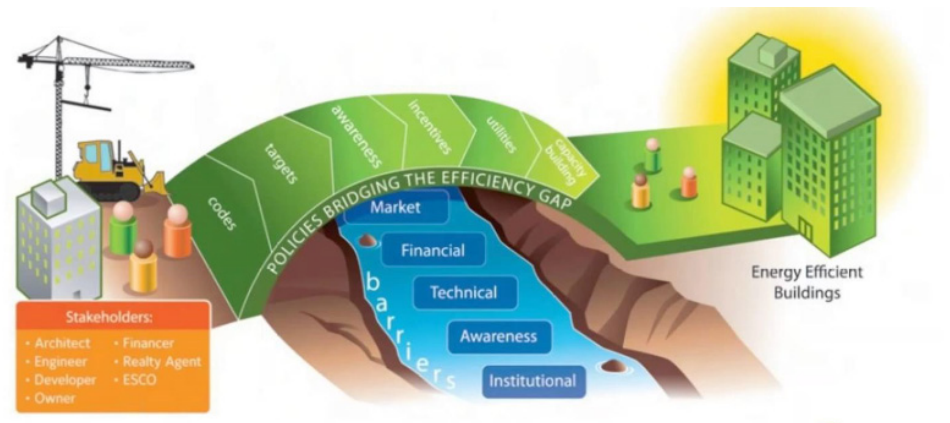 codes
targets
awareness
incentives
utilities
capacity
building
POLICIES BRIDGING THE EFFICIENCY GAP
Market
Financial
Technical
Awareness
Institutional
barriers
Energy Efficient
Buildings
Stakeholders:
• Architect
• Engineer
• Developer
• Owner
• Financer
• Realty Agent
• ESCO